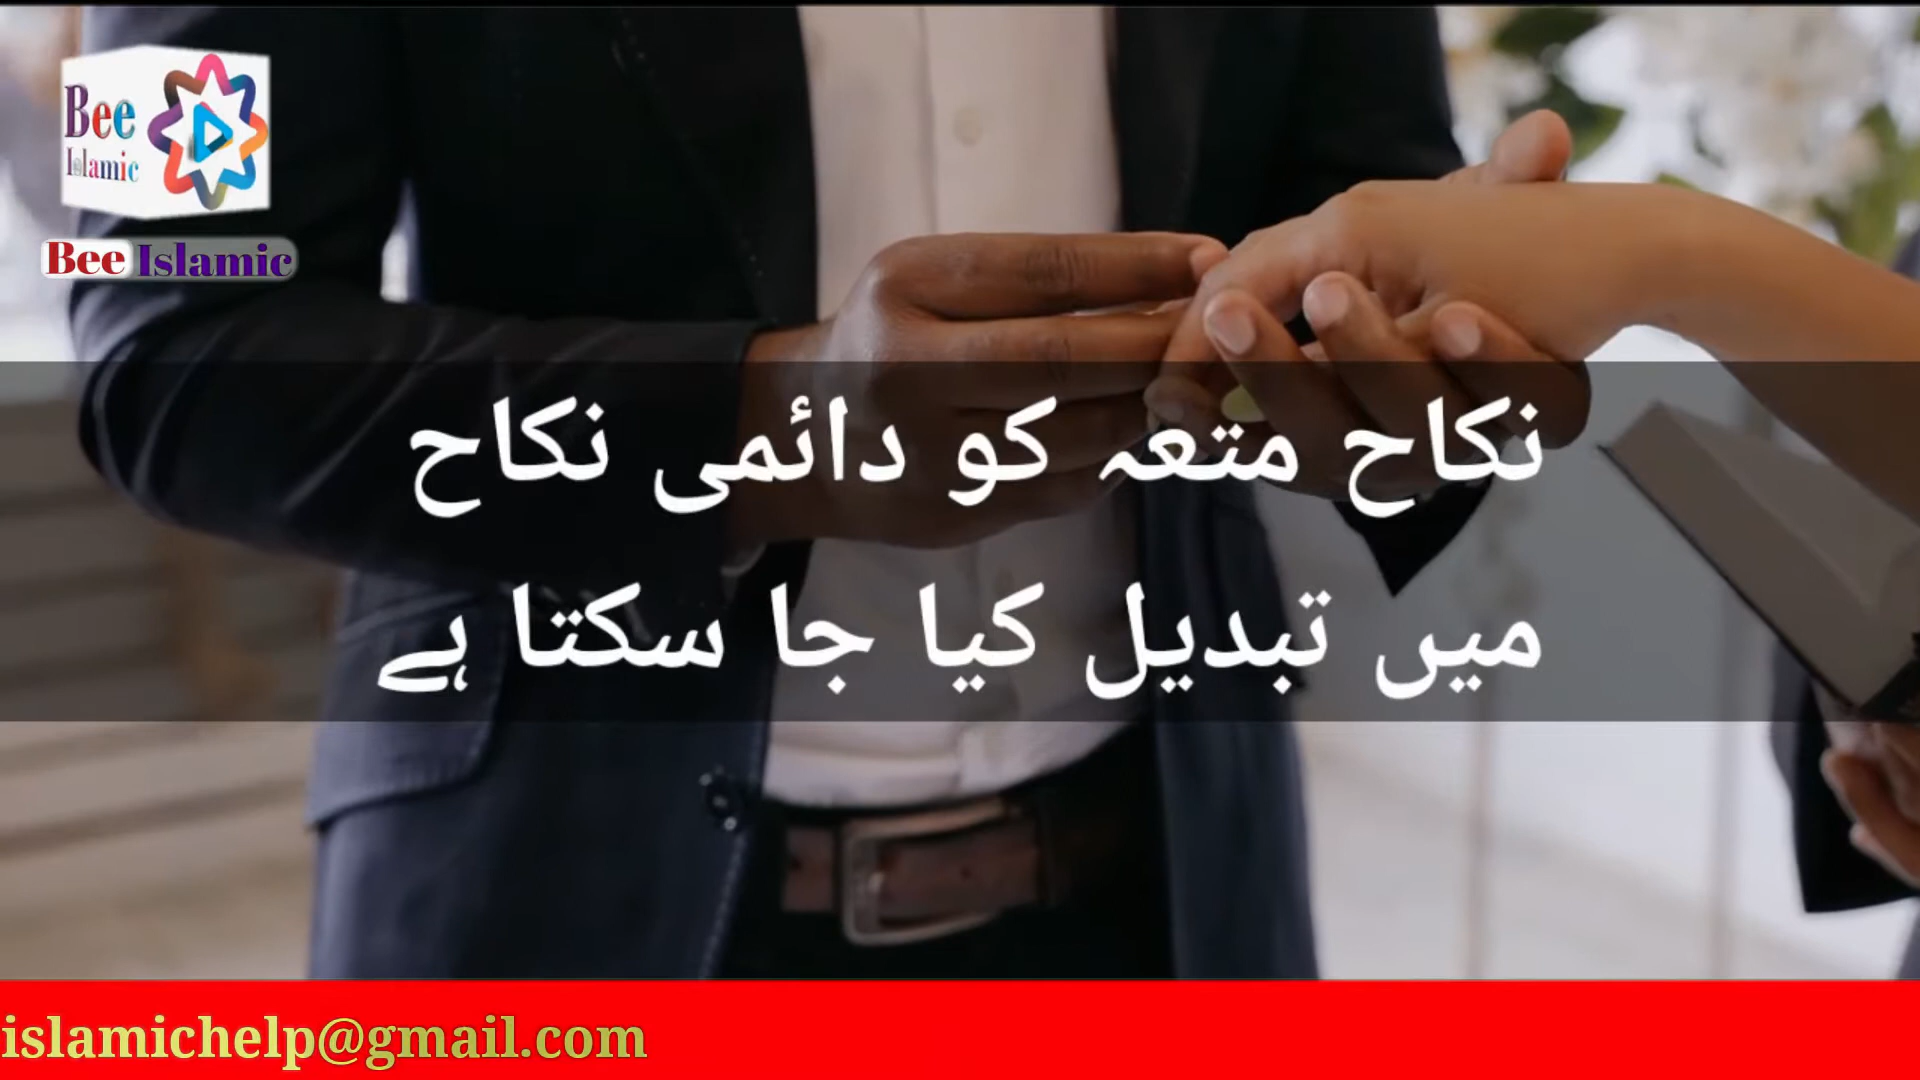 Bee
Islamic
Bee Islamic
نکاح متعہ کو دائمی نکاح
میں تبدیل کیا جا سکتا ہے
islamichelp@gmail.com